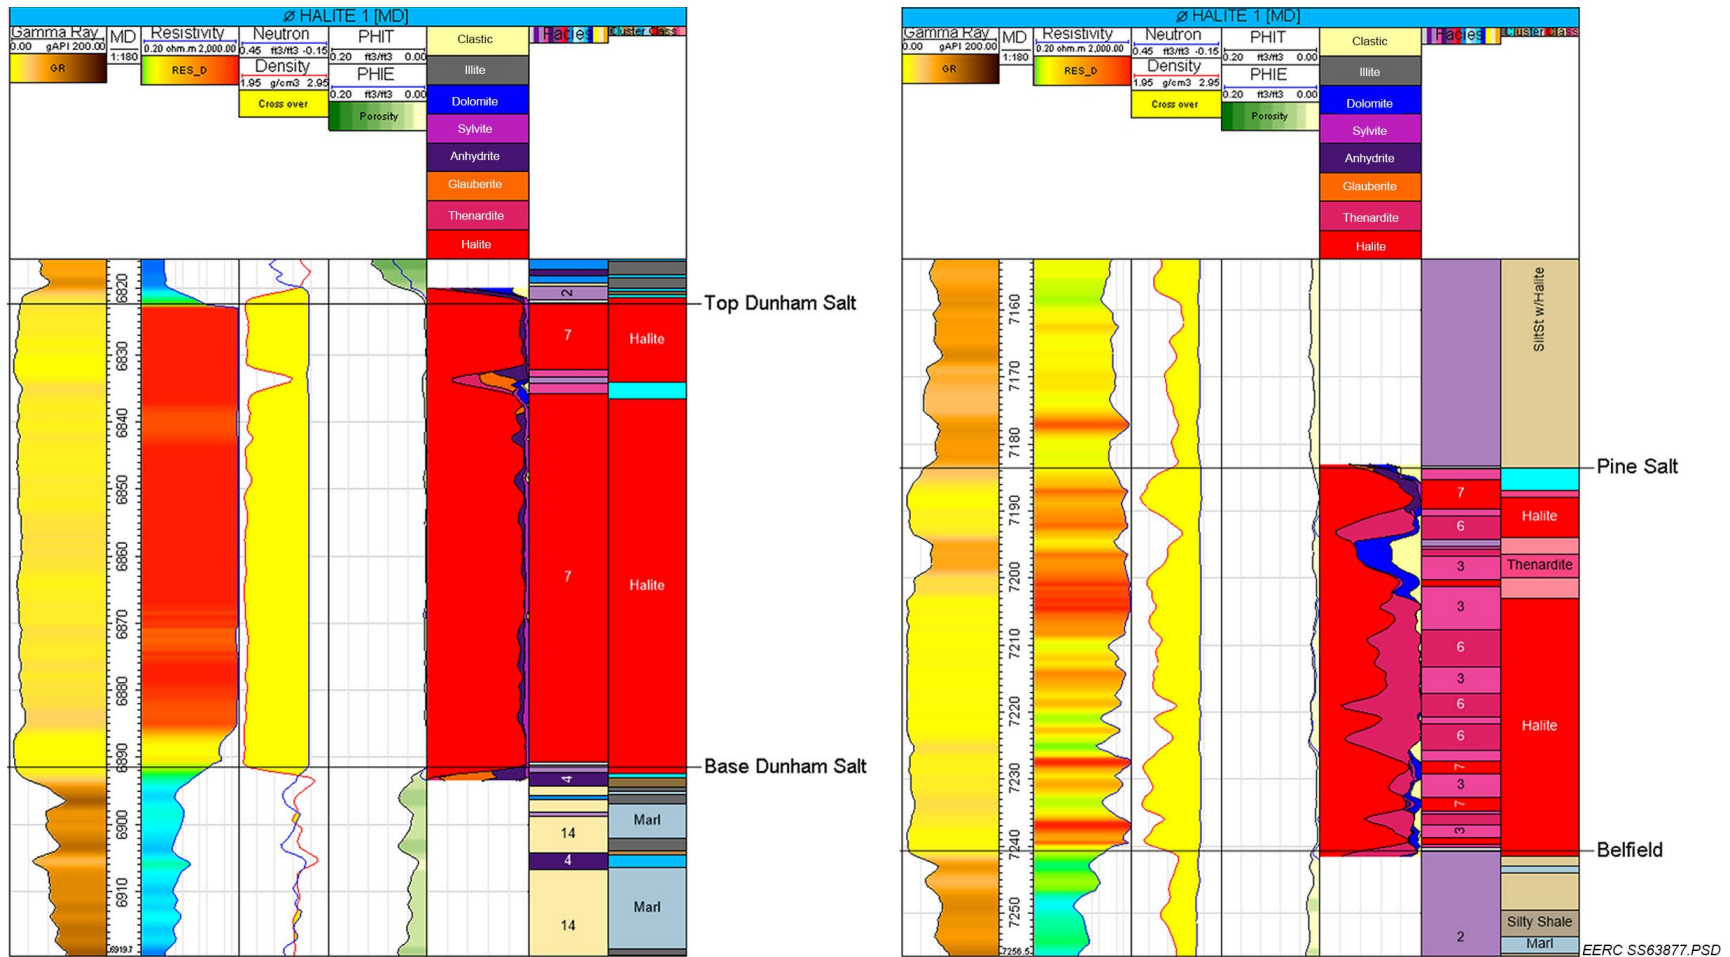 Ø HALITE 1 [MD]
Gamma Ray MD Resistivity Neutron PHIT Clastic Facies Cluster Class
0.00 gAPI 200.00 1:180 0.20 ohm.m 2,000.00 0.45 ft3/ft3 -0.15 0.20 ft3/ft3 0.00
GR RES_D Density PHIE Illite
1.95 g/cm3 2.95 0.20 ft3/ft3 0.00
Cross over Porosity Dolomite
Sylvite
Anhydrite
Glauberite
Thenardite
Halite
6820
2
Top Dunham Salt
7 Halite
6830
6840
6850
6860
7 Halite
6870
6880
6890
Base Dunham Salt
4
6900
14 Marl
4
6910
14 Marl
6919.7
Ø HALITE 1 [MD]
Gamma Ray MD Resistivity Neutron PHIT Clastic Facies Cluster Class
0.00 gAPI 200.00 1:180 0.20 ohm.m 2,000.00 0.45 ft3/ft3 -0.15 0.20 ft3/ft3 0.00
GR RES_D Density PHIE Illite
1.95 g/cm3 2.95 0.20 ft3/ft3 0.00
Cross over Porosity Dolomite
Sylvite
Anhydrite
Glauberite
Thenardite
Halite
7160
SiltSt w/Halite
7170
7180
Pine Salt
7
7190
6 Halite
3 Thenardite
7200
3
7210
6
3
7220
6
6 Halite
7
7230
3
7
3
7240
Belfield
7250
Silty Shale
2 Marl
7256.5
EERC SS63877.PSD